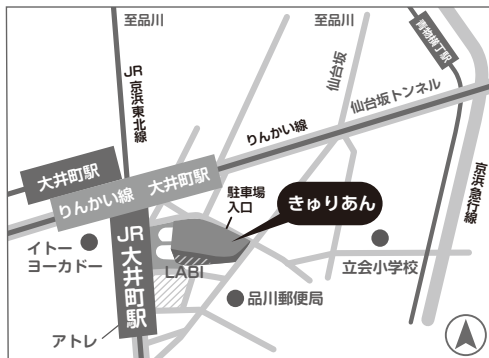 至品川
至品川
青物横丁駅
仙台坂
JR
京浜東北線
仙台坂トンネル
りんかい線
大井町駅
りんかい線 大井町駅
駐車場
入口
きゅりあん
京浜急行線
イトー
ヨーカドー
JR
大井町駅
LABI
立会小学校
品川郵便局
アトレ